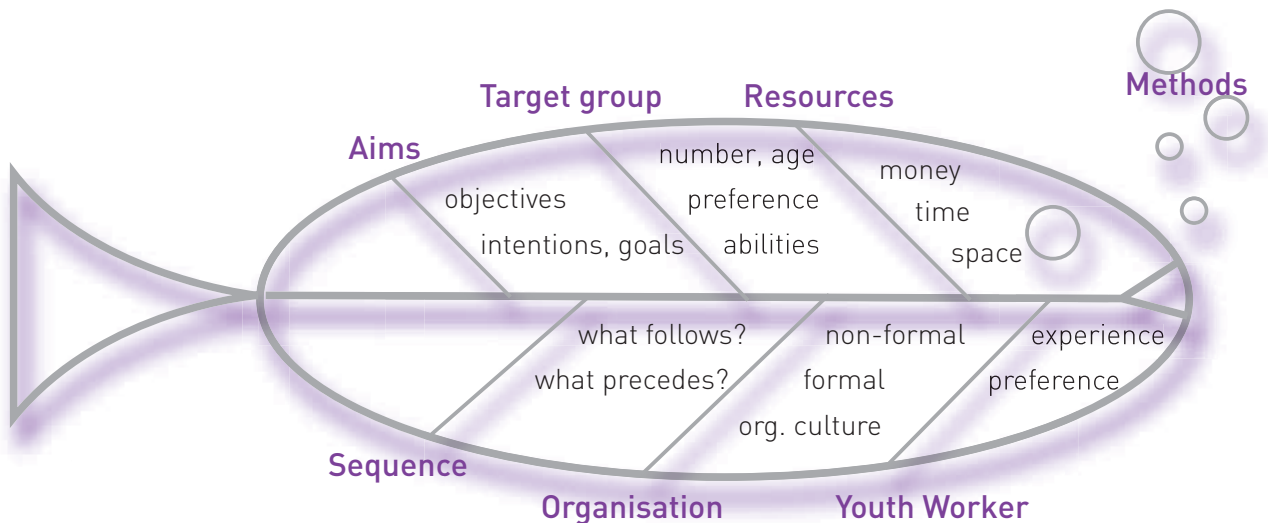 Methods
Target group
Resources
Aims
number, age
preference
abilities
money
time
space
objectives
intentions, goals
what follows?
what precedes?
non-formal
formal
org. culture
experience
preference
Sequence
Organisation
Youth Worker